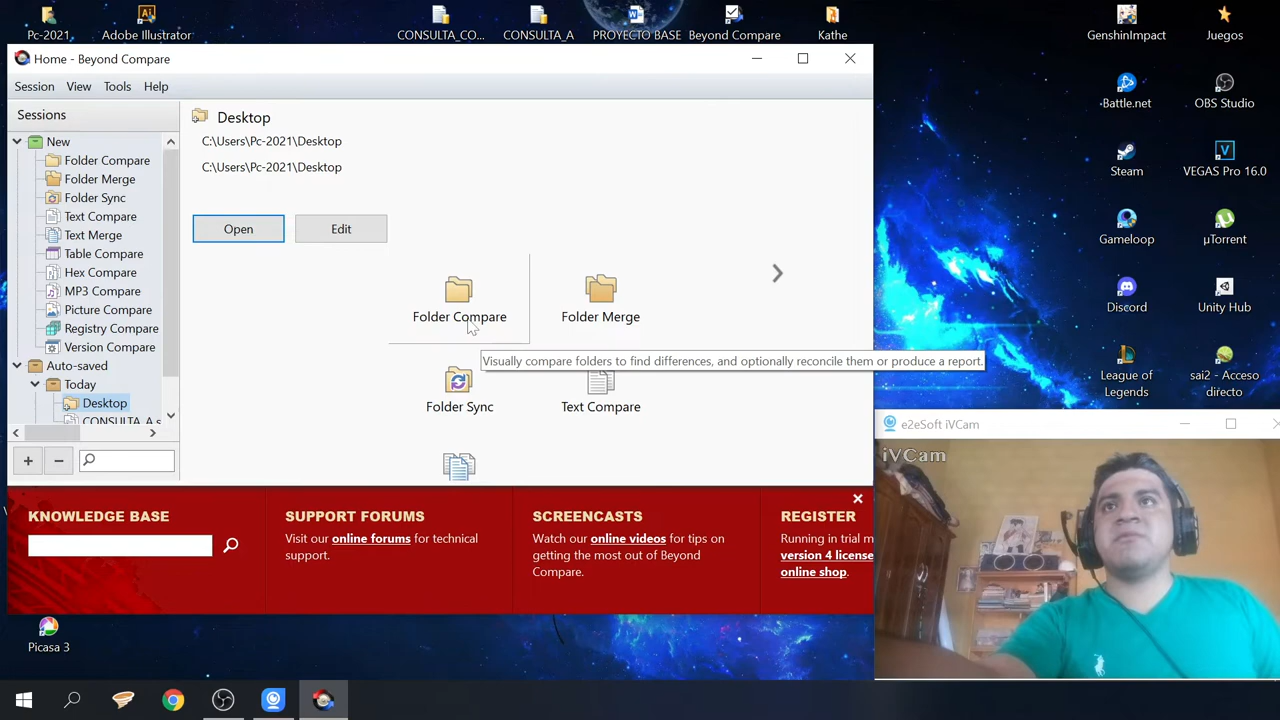 Pc-2021
Adobe Illustrator
CONSULTA_CO...
CONSULTA_A
PROYECTO BASE
Beyond Compare
Kathe
GenshinImpact
Juegos
Home - Beyond Compare
Session View Tools Help
Sessions
New
Folder Compare
Folder Merge
Folder Sync
Text Compare
Text Merge
Table Compare
Hex Compare
MP3 Compare
Picture Compare
Registry Compare
Version Compare
Auto-saved
Today
Desktop
CONSULTA_A.s
Desktop
C:\Users\Pc-2021\Desktop
C:\Users\Pc-2021\Desktop
Open
Edit
Folder Compare
Folder Merge
Visually compare folders to find differences, and optionally reconcile them or produce a report.
Folder Sync
Text Compare
KNOWLEDGE BASE
SUPPORT FORUMS
Visit our online forums for technical
support.
SCREENCASTS
Watch our online videos for tips on
getting the most out of Beyond
Compare.
REGISTER
Running in trial m
version 4 license
online shop.
Battle.net
OBS Studio
Steam
VEGAS Pro 16.0
Gameloop
µTorrent
Discord
Unity Hub
League of
Legends
sai2 - Acceso
directo
e2eSoft iVCam
iVCam
Picasa 3